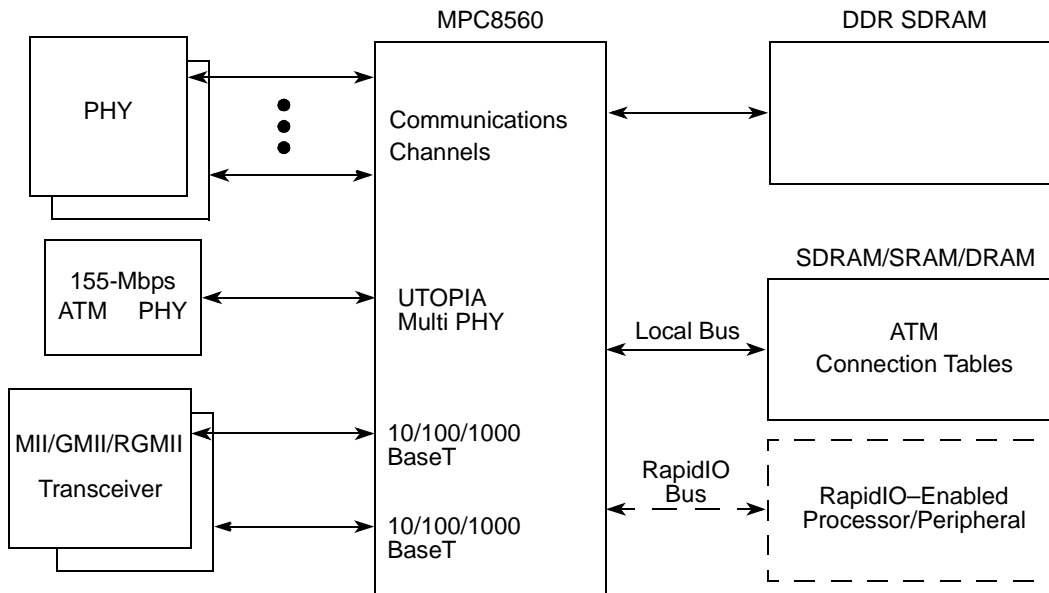 MPC8560
DDR SDRAM
PHY
Communications
Channels
155-Mbps
ATM PHY
UTOPIA
Multi PHY
SDRAM/SRAM/DRAM
Local Bus
ATM
Connection Tables
MII/GMII/RGMII
Transceiver
10/100/1000
BaseT
10/100/1000
BaseT
RapidIO
Bus
RapidIO–Enabled
Processor/Peripheral